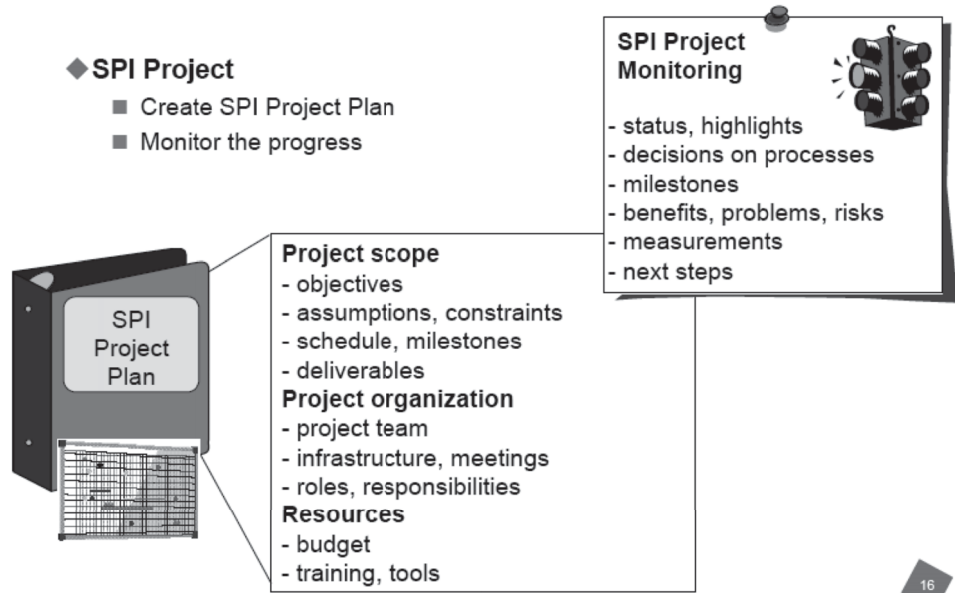 ◆SPI Project
■ Create SPI Project Plan
■ Monitor the progress
SPI Project
Monitoring
- status, highlights
- decisions on processes
- milestones
- benefits, problems, risks
- measurements
- next steps
SPI
Project
Plan
Project scope
- objectives
- assumptions, constraints
- schedule, milestones
- deliverables
Project organization
- project team
- infrastructure, meetings
- roles, responsibilities
Resources
- budget
- training, tools
16